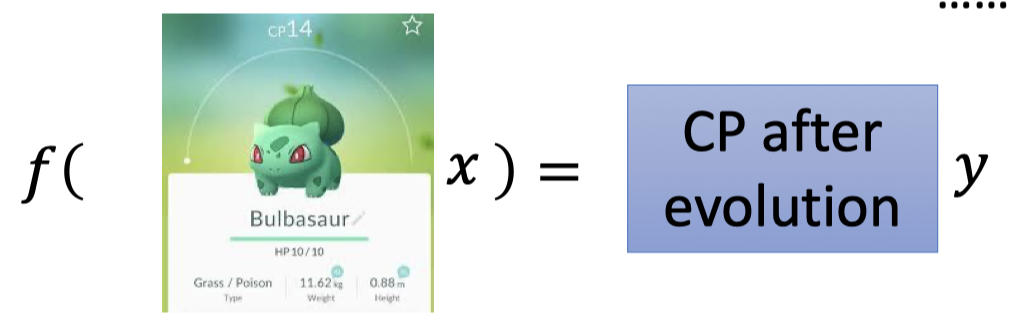 ……
CP14
f( x ) = CP after evolution y
Bulbasaur
HP 10/10
Grass / Poison 11.62 kg 0.88 m
Type Weight Height